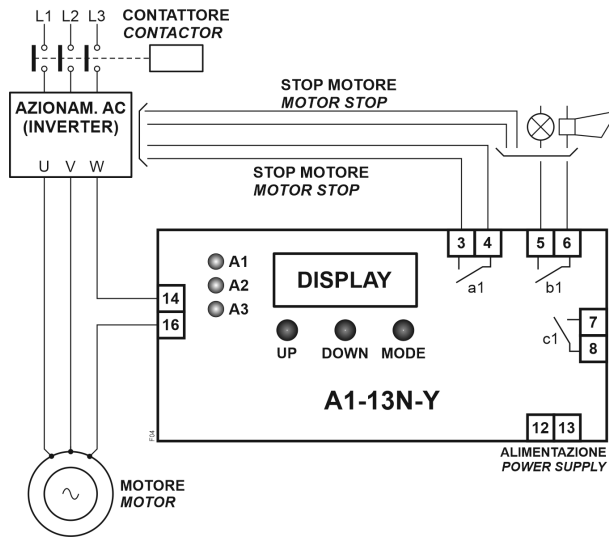 L1 L2 L3
CONTATTORE
CONTACTOR
AZIONAM. AC
(INVERTER)
U V W
STOP MOTORE
MOTOR STOP
STOP MOTORE
MOTOR STOP
3 4 5 6
a1 b1
A1
A2
A3
DISPLAY
UP DOWN MODE
14
16
c1
7
8
A1-13N-Y
F04
12 13
ALIMENTAZIONE
POWER SUPPLY
MOTORE
MOTOR